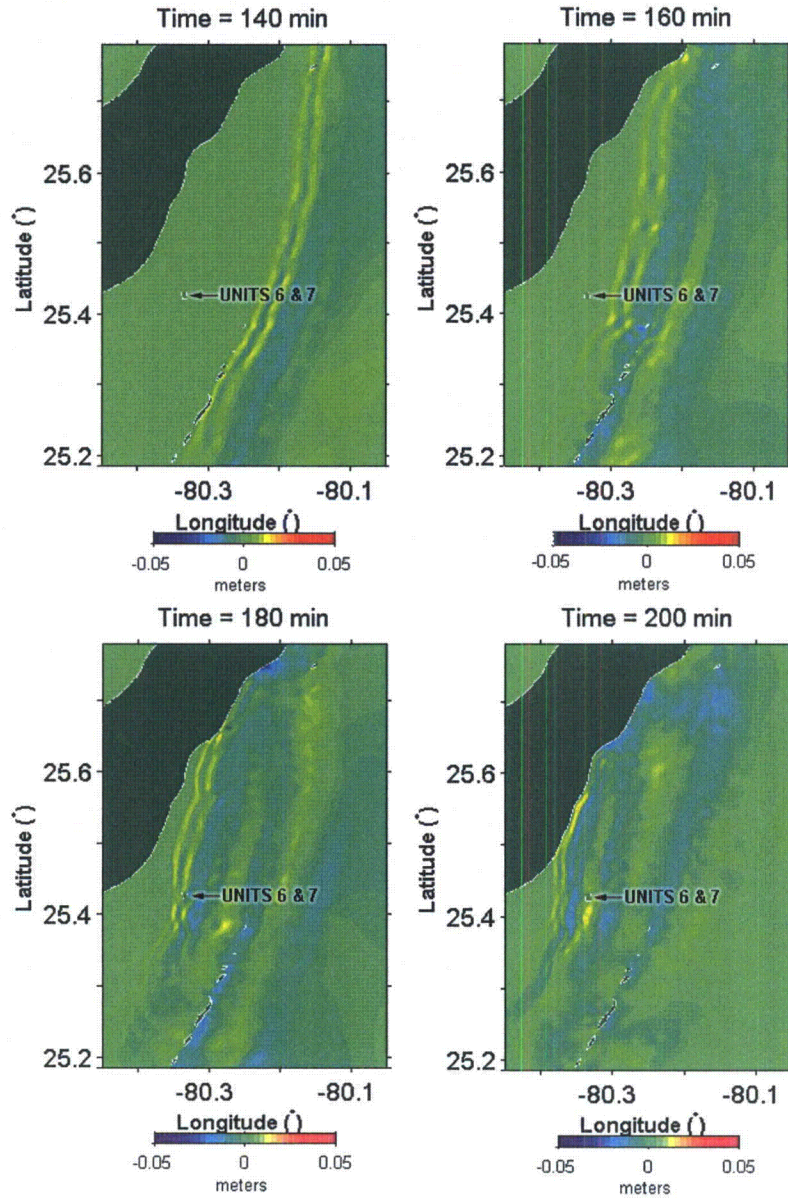 Time = 140 min
25.6
25.4
25.2
Latitude (°)
UNITS 6 & 7
-80.3 -80.1
Longitude (°)
-0.05 0 0.05
meters
Time = 160 min
25.6
25.4
25.2
Latitude (°)
UNITS 6 & 7
-80.3 -80.1
Longitude (°)
-0.05 0 0.05
meters
Time = 180 min
25.6
25.4
25.2
Latitude (°)
UNITS 6 & 7
-80.3 -80.1
Longitude (°)
-0.05 0 0.05
meters
Time = 200 min
25.6
25.4
25.2
Latitude (°)
UNITS 6 & 7
-80.3 -80.1
Longitude (°)
-0.05 0 0.05
meters